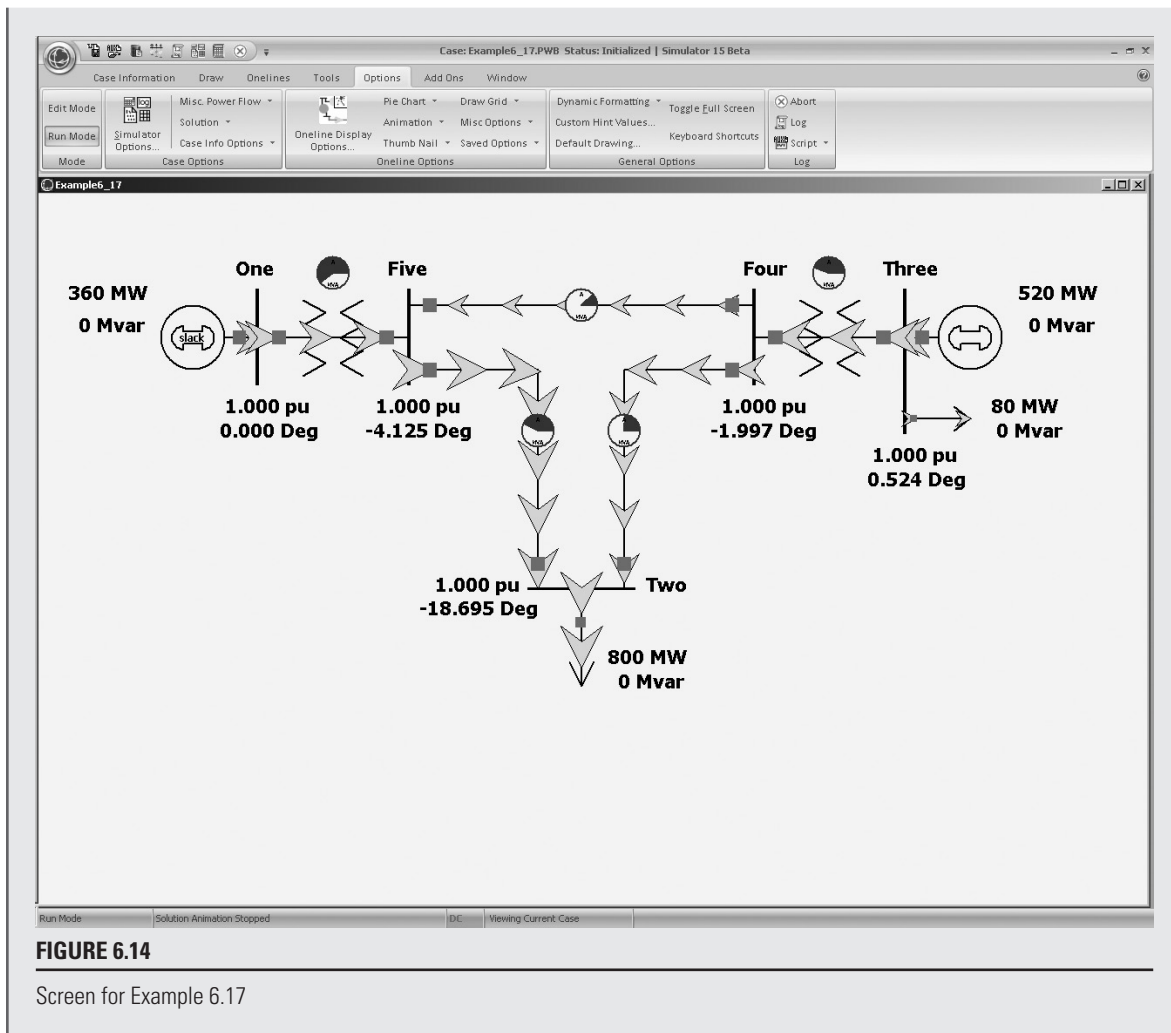 Case: Example6_17.PWB Status: Initialized | Simulator 15 Beta
Case Information Draw Onelines Tools Options Add Ons Window
Edit Mode
Run Mode
Mode
Simulator Options...
Misc. Power Flow
Solution
Case Info Options
Case Options
Oneline Display Options...
Pie Chart
Animation
Thumb Nail
Draw Grid
Misc Options
Saved Options
Oneline Options
Dynamic Formatting
Custom Hint Values...
Default Drawing...
Toggle Full Screen
Keyboard Shortcuts
General Options
Abort
Log
Script
Log
Example6_17
One
Five
Four
Three
360 MW
0 Mvar
slack
A
MVA
A
MVA
A
MVA
520 MW
0 Mvar
1.000 pu
0.000 Deg
1.000 pu
-4.125 Deg
1.000 pu
-1.997 Deg
80 MW
0 Mvar
1.000 pu
0.524 Deg
A
MVA
A
MVA
1.000 pu
-18.695 Deg
Two
800 MW
0 Mvar
Run Mode Solution Animation Stopped DC Viewing Current Case
FIGURE 6.14
Screen for Example 6.17